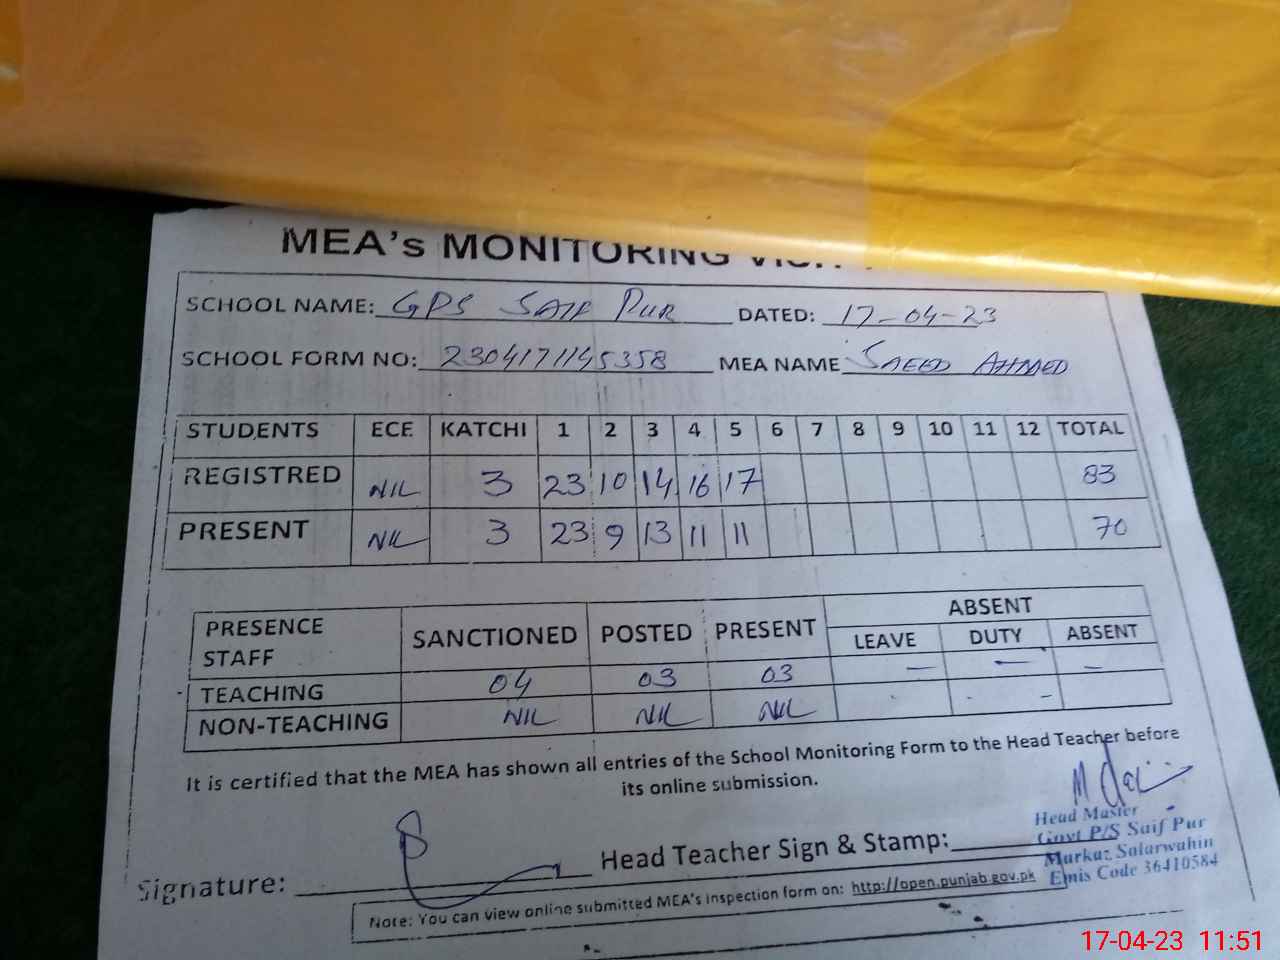 MEA's MONITORING VISIT
SCHOOL NAME: GPS SAIF PUR DATED: 17-04-23
SCHOOL FORM NO: 2304171145358 MEA NAME SAEED AHMED
STUDENTS ECE KATCHI 1 2 3 4 5 6 7 8 9 10 11 12 TOTAL
REGISTRED NIL 3 23 10 14 16 17 83
PRESENT NIL 3 23 9 13 11 11 70
PRESENCE STAFF SANCTIONED POSTED PRESENT ABSENT
LEAVE DUTY ABSENT
TEACHING 04 03 03 — — —
NON-TEACHING NIL NIL NIL - -
It is certified that the MEA has shown all entries of the School Monitoring Form to the Head Teacher before
its online submission.
Signature: Head Teacher Sign & Stamp:
Head Master
Govt P/S Saif Pur
Markaz Salarwahin
Emis Code 36410584
Note: You can view online submitted MEA's inspection form on: http://open.punjab.gov.pk
17-04-23 11:51